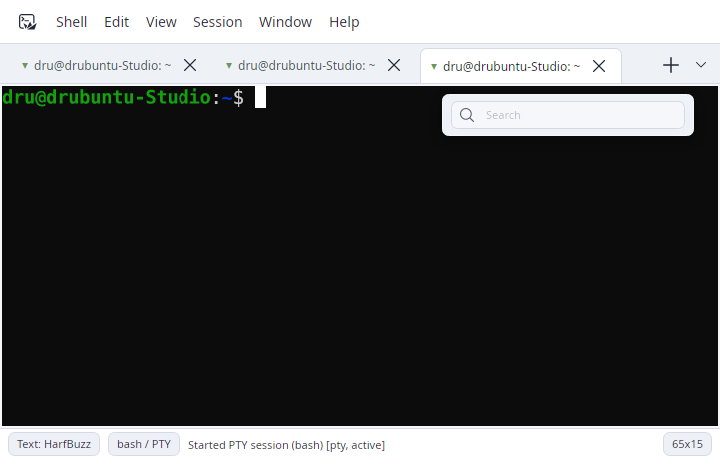 Shell Edit View Session Window Help
dru@drubuntu-Studio: ~ dru@drubuntu-Studio: ~ dru@drubuntu-Studio: ~
dru@drubuntu-Studio:~$
Search
Text: HarfBuzz bash / PTY Started PTY session (bash) [pty, active] 65x15